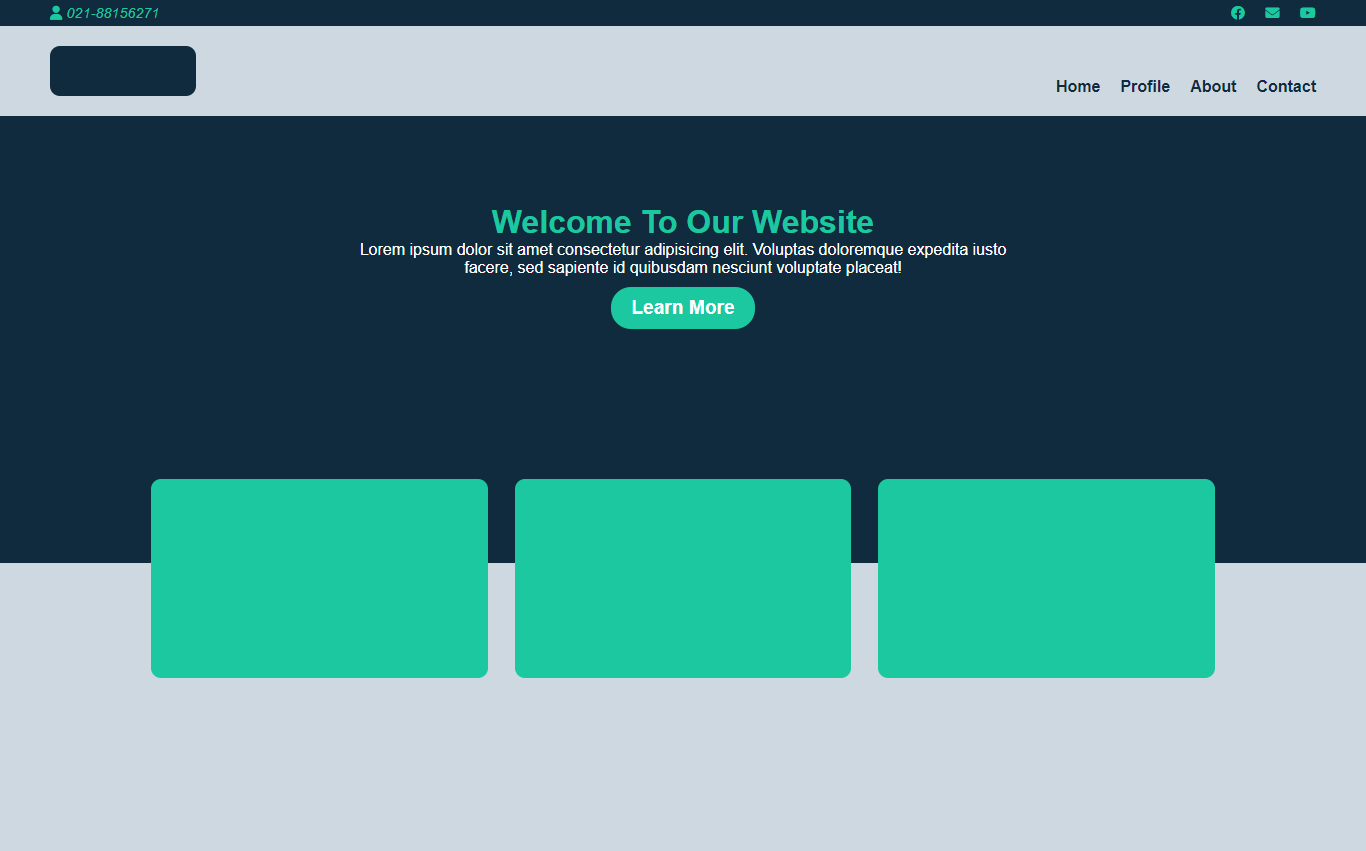 021-88156271
Home Profile About Contact
Welcome To Our Website
Lorem ipsum dolor sit amet consectetur adipisicing elit. Voluptas doloremque expedita iusto
facere, sed sapiente id quibusdam nesciunt voluptate placeat!
Learn More